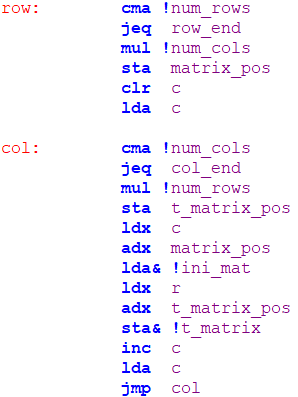 row: cma !num_rows
jeq row_end
mul !num_cols
sta matrix_pos
clr c
lda c
col: cma !num_cols
jeq col_end
mul !num_rows
sta t_matrix_pos
ldx c
adx matrix_pos
lda& !ini_mat
ldx r
adx t_matrix_pos
sta& !t_matrix
inc c
lda c
jmp col